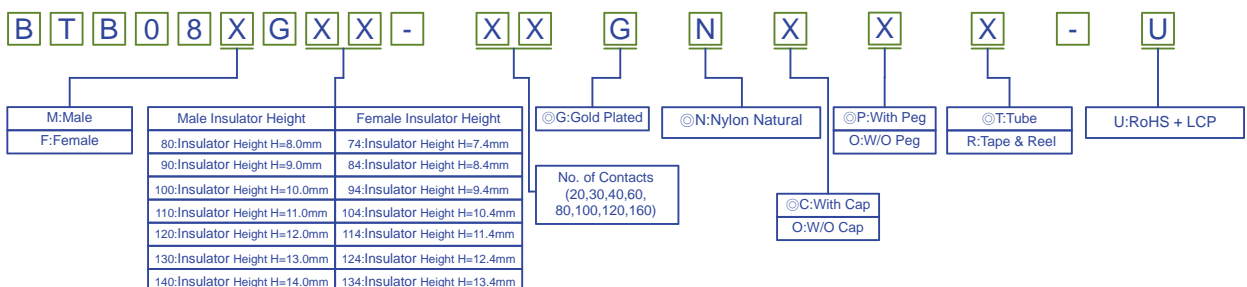 B T B 0 8 X G X X - X X G N X X X - U
M:Male
F:Female
Male Insulator Height Female Insulator Height
80:Insulator Height H=8.0mm 74:Insulator Height H=7.4mm
90:Insulator Height H=9.0mm 84:Insulator Height H=8.4mm
100:Insulator Height H=10.0mm 94:Insulator Height H=9.4mm
110:Insulator Height H=11.0mm 104:Insulator Height H=10.4mm
120:Insulator Height H=12.0mm 114:Insulator Height H=11.4mm
130:Insulator Height H=13.0mm 124:Insulator Height H=12.4mm
140:Insulator Height H=14.0mm 134:Insulator Height H=13.4mm
No. of Contacts
(20,30,40,60,
80,100,120,160)
◎G:Gold Plated
◎N:Nylon Natural
◎C:With Cap
O:W/O Cap
◎P:With Peg
O:W/O Peg
◎T:Tube
R:Tape & Reel
U:RoHS + LCP